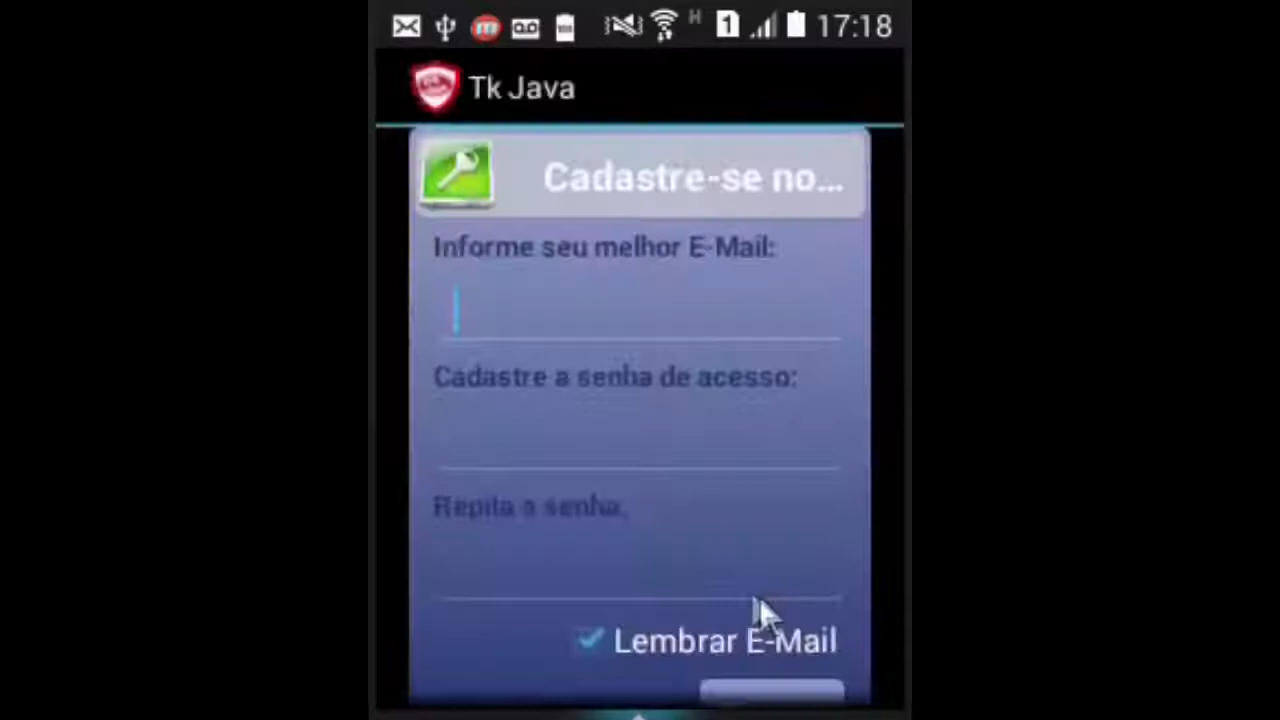 H 1 17:18
Tk Java
Cadastre-se no...
Informe seu melhor E-Mail:
Cadastre a senha de acesso:
Repita a senha:
Lembrar E-Mail